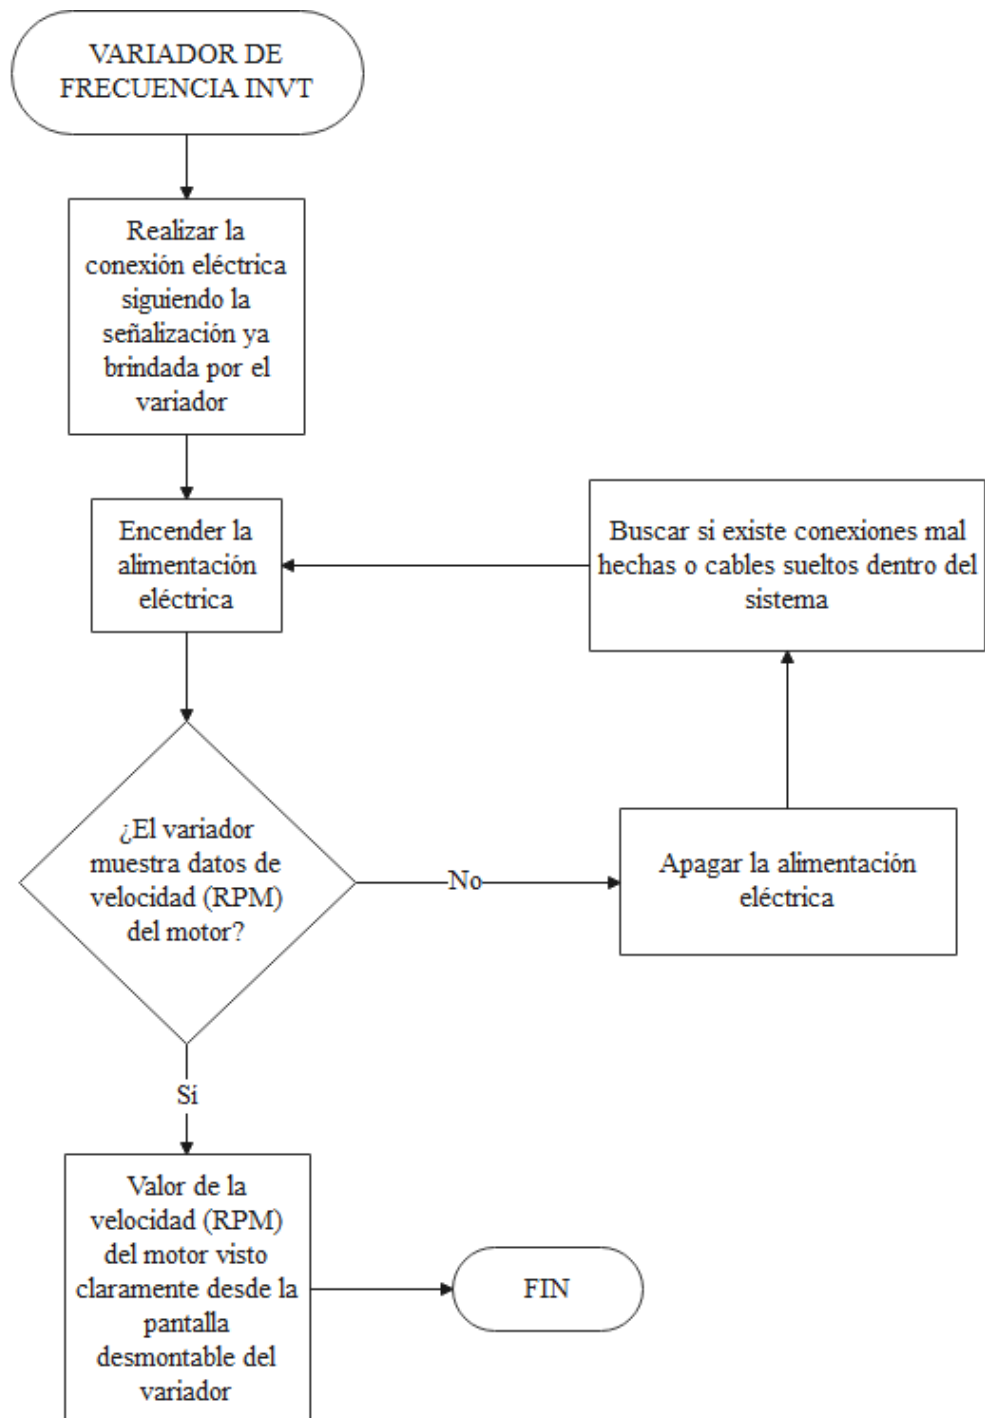 VARIADOR DE
FRECUENCIA INVT
Realizar la
conexión eléctrica
siguiendo la
señalización ya
brindada por el
variador
Encender la
alimentación
eléctrica
Buscar si existe conexiones mal
hechas o cables sueltos dentro del
sistema
¿El variador
muestra datos de
velocidad (RPM)
del motor?
No
Apagar la alimentación
eléctrica
Sí
Valor de la
velocidad (RPM)
del motor visto
claramente desde la
pantalla
desmontable del
variador
FIN